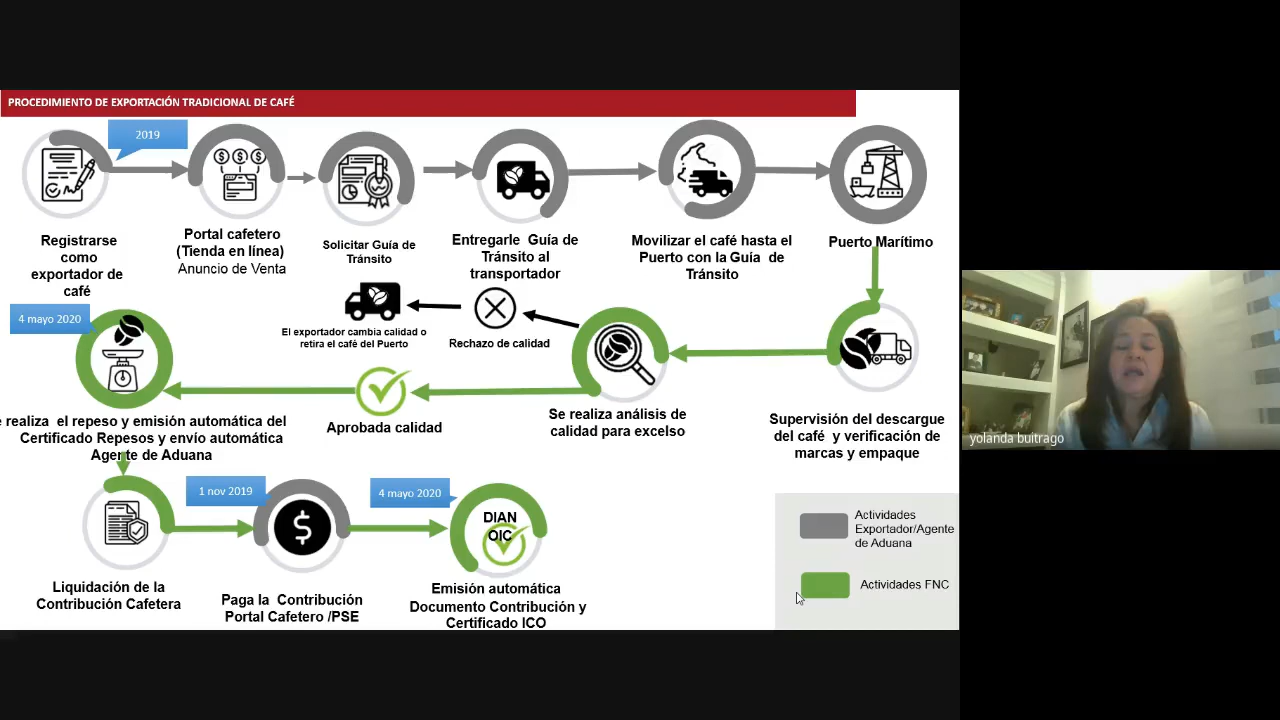 PROCEDIMIENTO DE EXPORTACIÓN TRADICIONAL DE CAFÉ
2019
Registrarse
como
exportador de
café
Portal cafetero
(Tienda en línea)
Anuncio de Venta
Solicitar Guía de
Tránsito
Entregarle Guía de
Tránsito al
transportador
Movilizar el café hasta el
Puerto con la Guía de
Tránsito
Puerto Marítimo
4 mayo 2020
El exportador cambia calidad o
retira el café del Puerto
Rechazo de calidad
realiza el repeso y emisión automática del
Certificado Repesos y envío automática
Agente de Aduana
Aprobada calidad
Se realiza análisis de
calidad para excelso
Supervisión del descargue
del café y verificación de
marcas y empaque
yolanda buitrago
1 nov 2019
4 mayo 2020
$
DIAN
OIC
Liquidación de la
Contribución Cafetera
Paga la Contribución
Portal Cafetero /PSE
Emisión automática
Documento Contribución y
Certificado ICO
Actividades
Exportador/Agente
de Aduana
Actividades FNC